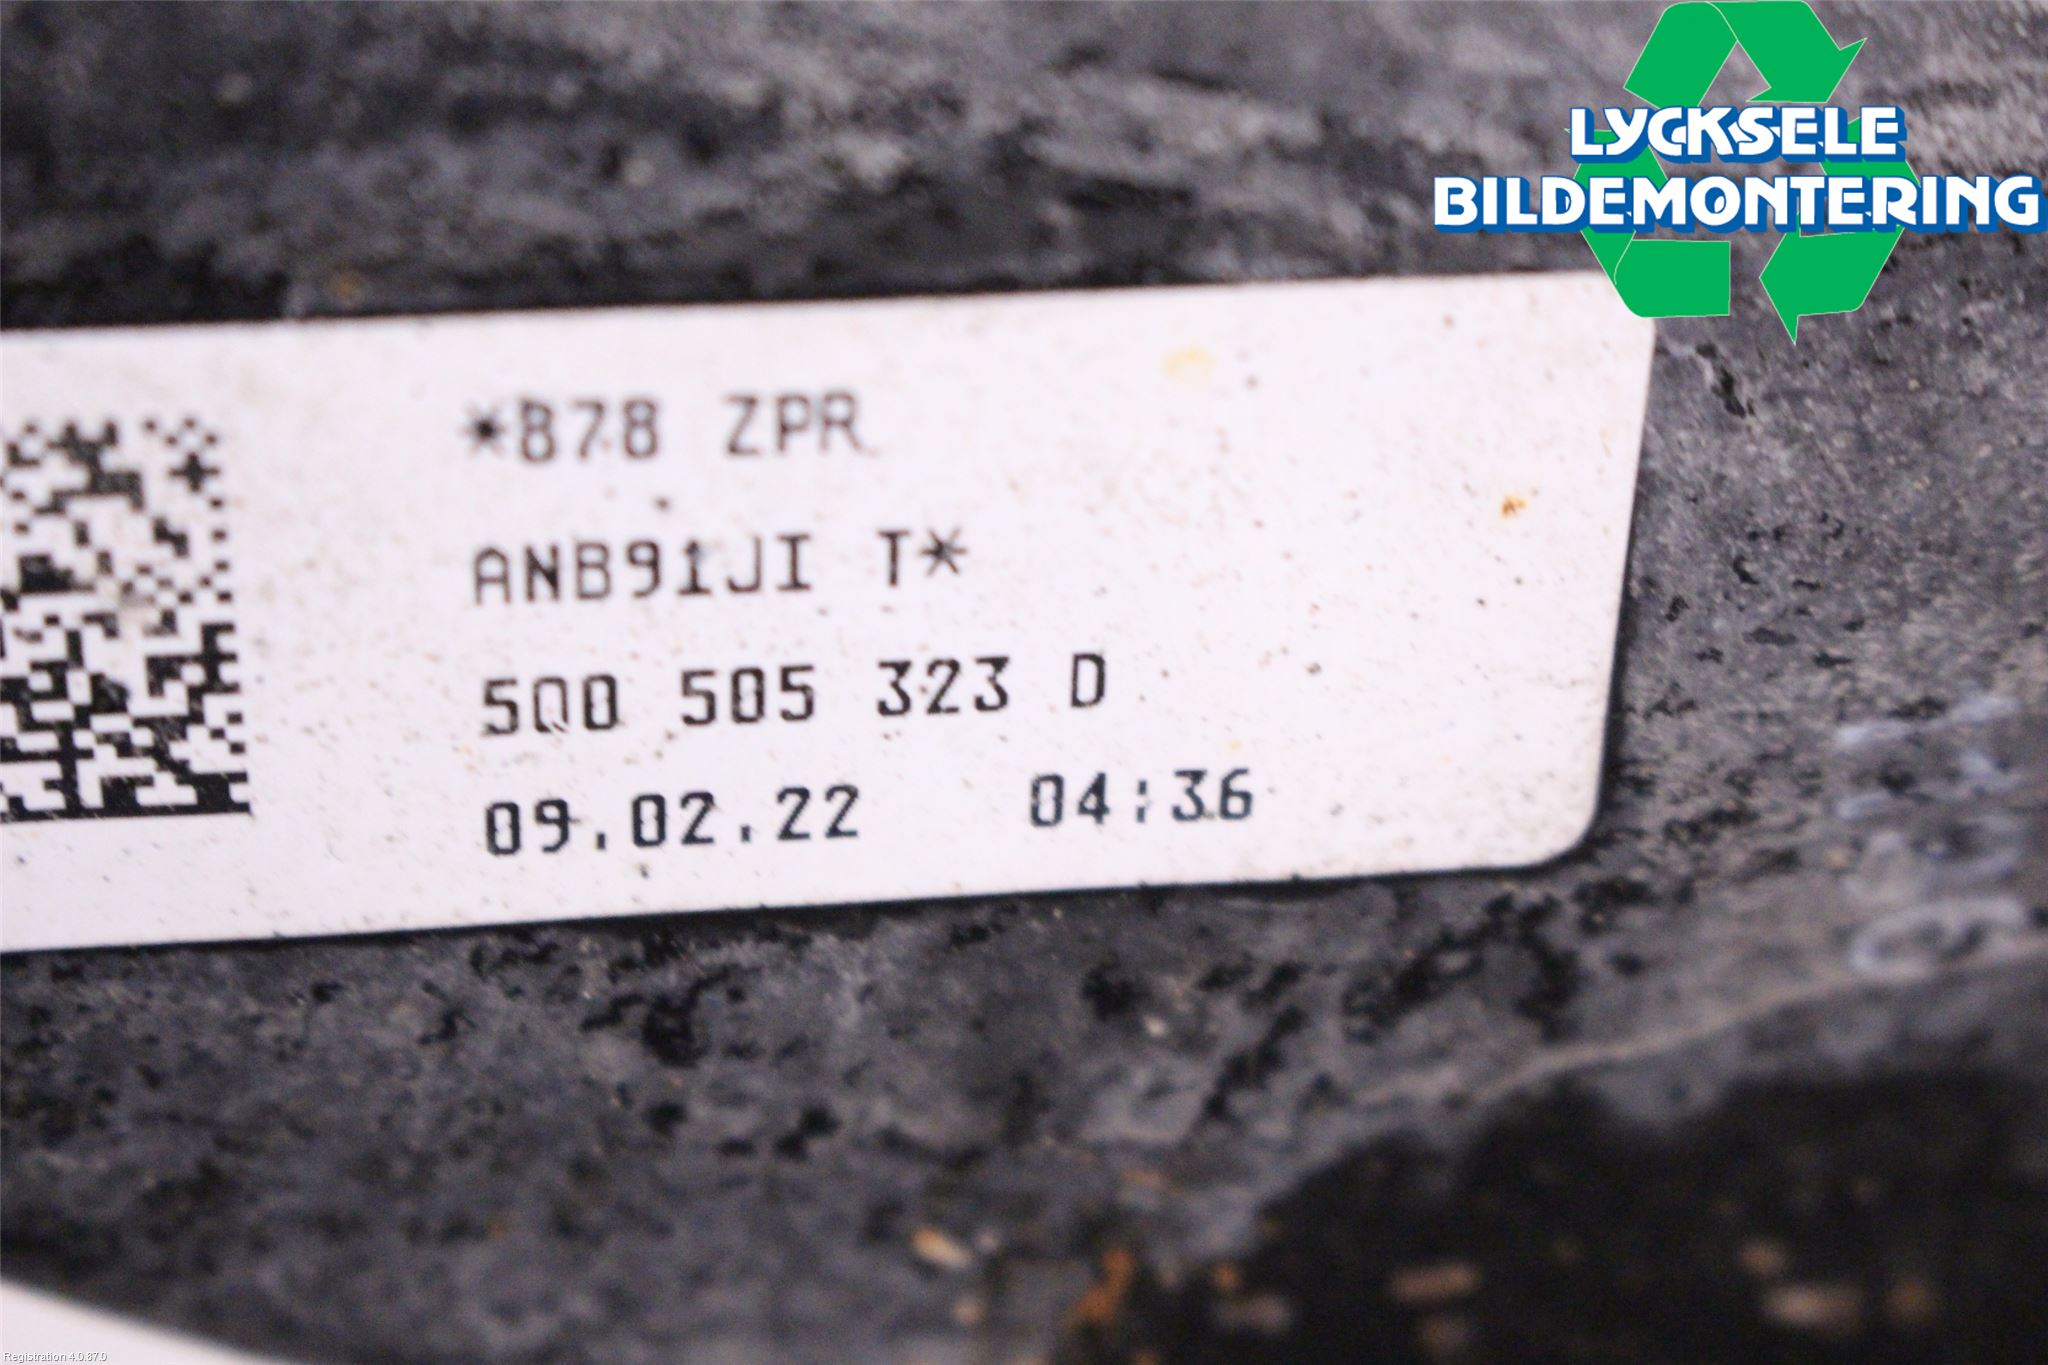 LYCKSELE
BILDEMONTERING
*B78 ZPR
ANB91JI T*
5Q0 505 323 D
09.02.22 04:36
Registration 4.0.87.0